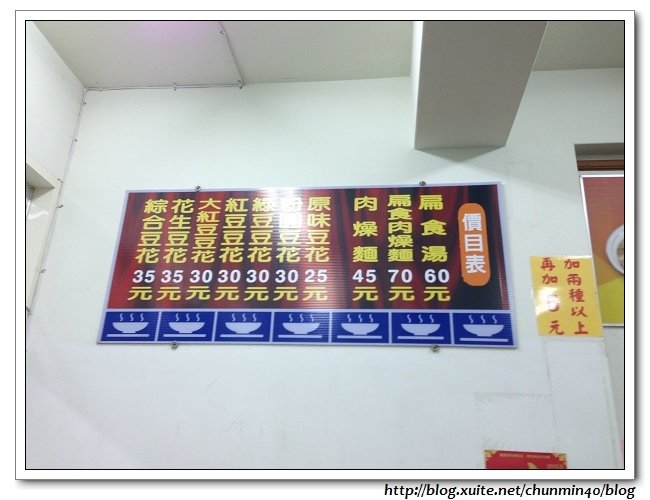 價目表
扁食湯60元
扁食肉燥麵70元
肉燥麵45元
原味豆花25元
豆花30元
綠豆豆花30元
紅豆豆花30元
大紅豆豆花30元
花生豆花35元
綜合豆花35元
加兩種以上
再加5元
http://blog.xuite.net/chunmin40/blog